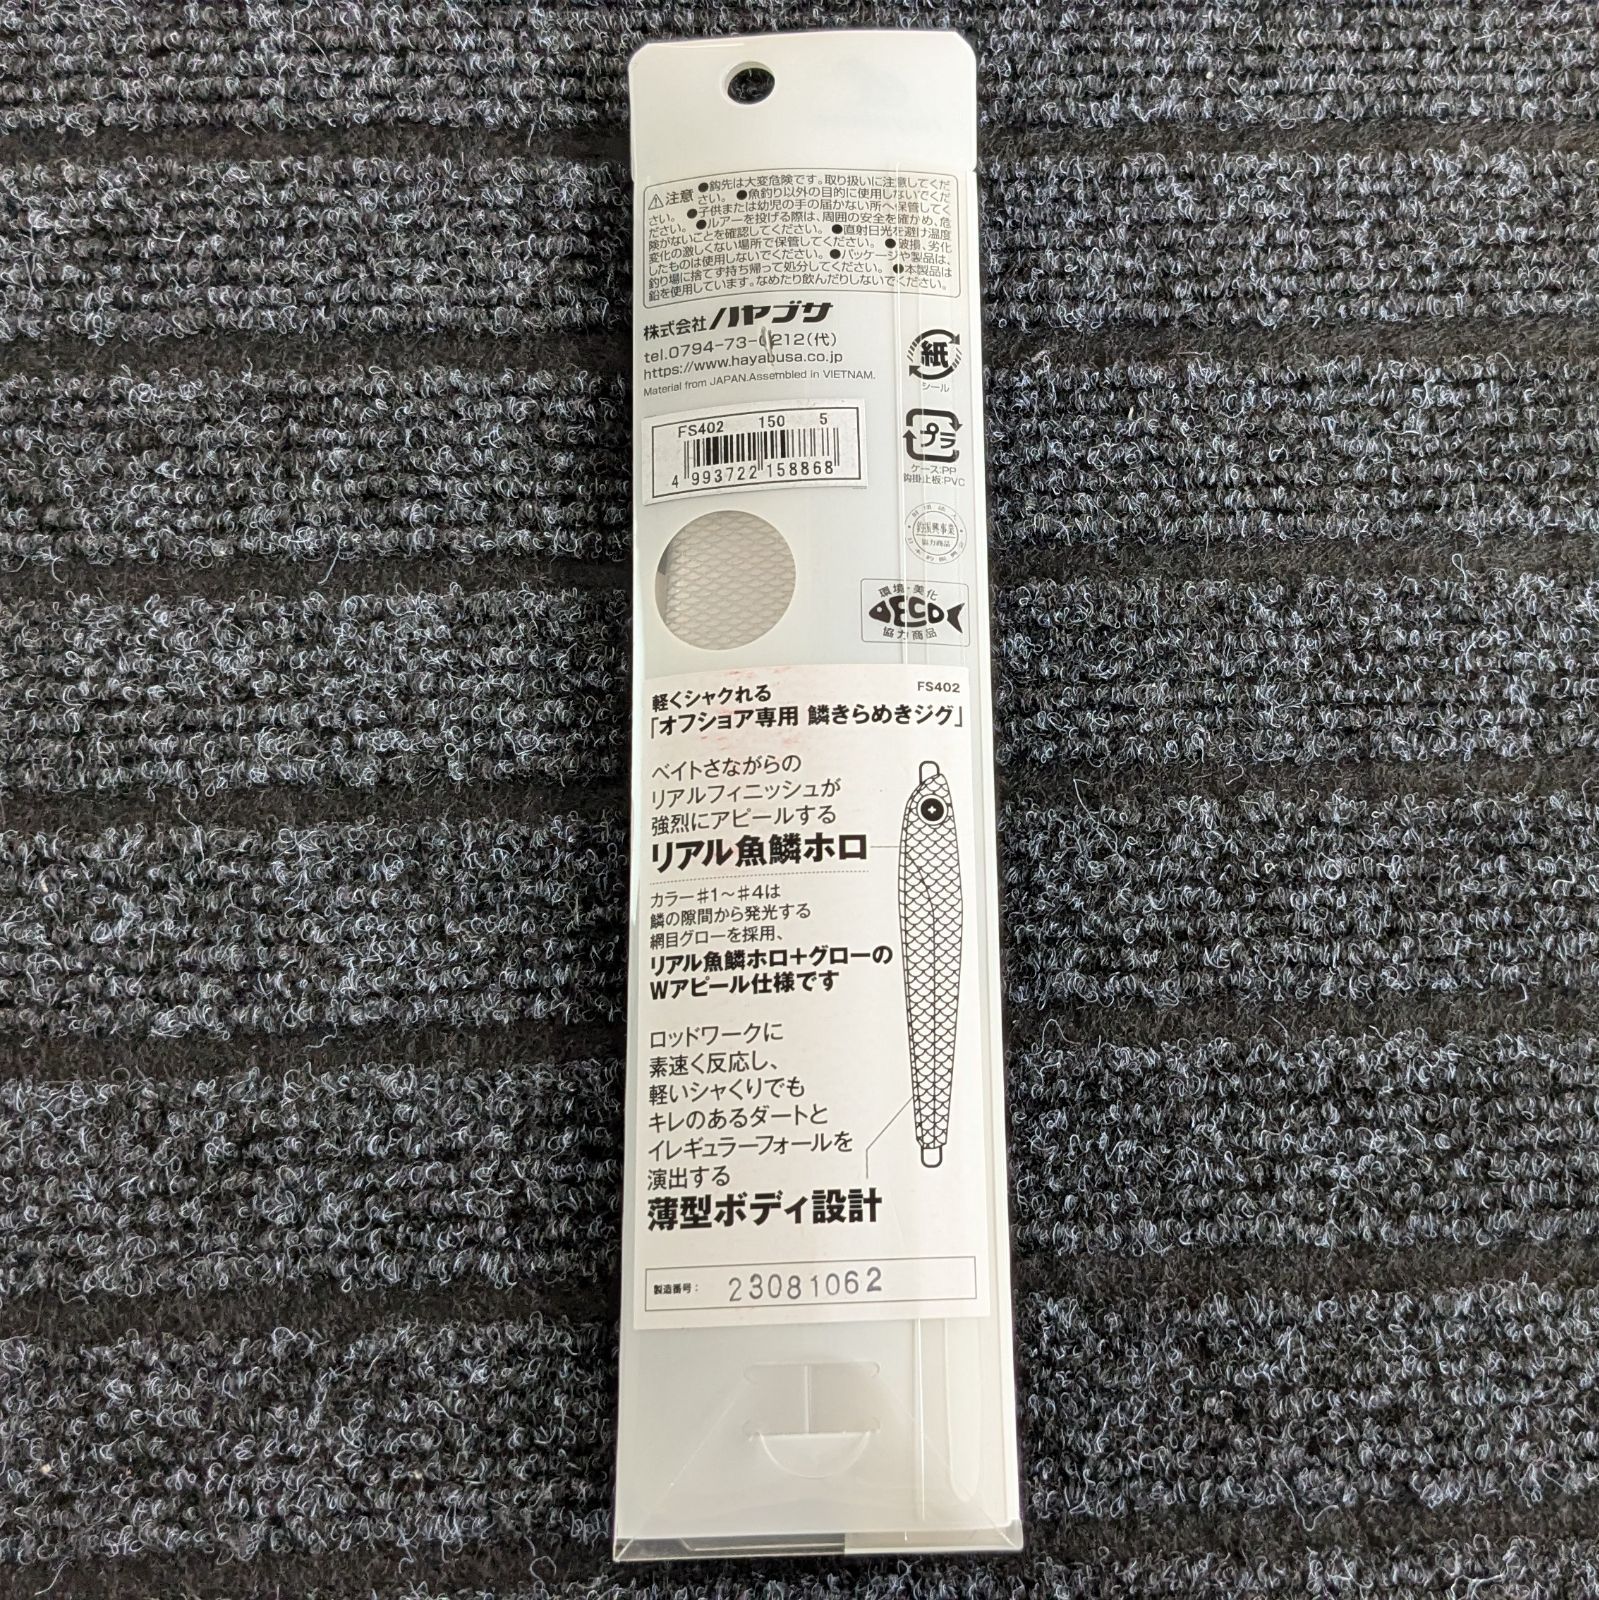 ⚠注意 ●鈎先は大変危険です。取り扱いに注意してくだ
さい。 ●魚釣り以外の目的に使用しないでくだ
さい。 ●子供または幼児の手の届かない所へ保管してく
ださい。 ●ルアーを投げる際は、周囲の安全を確かめ、危
険がないことを確認してください。 ●直射日光を避け温度
変化の激しくない場所で保管してください。 ●破損、劣化
したものは使用しないでください。 ●パッケージや製品は、
釣り場に捨てず持ち帰って処分してください。 ●本製品は
鉛を使用しています。なめたり飲んだりしないでください。
株式会社ハヤブサ
tel.0794-73-0212(代)
https://www.hayabusa.co.jp
Material from JAPAN.Assembled in VIETNAM.
紙
シール
FS402 150 5
4 993722 158868
プラ
ケース:PP
鈎掛止板:PVC
釣振興事業
協力商品
環境・美化
DECO
協力商品
FS402
軽くシャクれる
「オフショア専用 鱗きらめきジグ」
ベイトさながらの
リアルフィニッシュが
強烈にアピールする
リアル魚鱗ホロ
カラー♯1〜♯4は
鱗の隙間から発光する
網目グローを採用、
リアル魚鱗ホロ+グローの
Wアピール仕様です
ロッドワークに
素速く反応し、
軽いシャくりでも
キレのあるダートと
イレギュラーフォールを
演出する
薄型ボディ設計
製造番号: 23081062